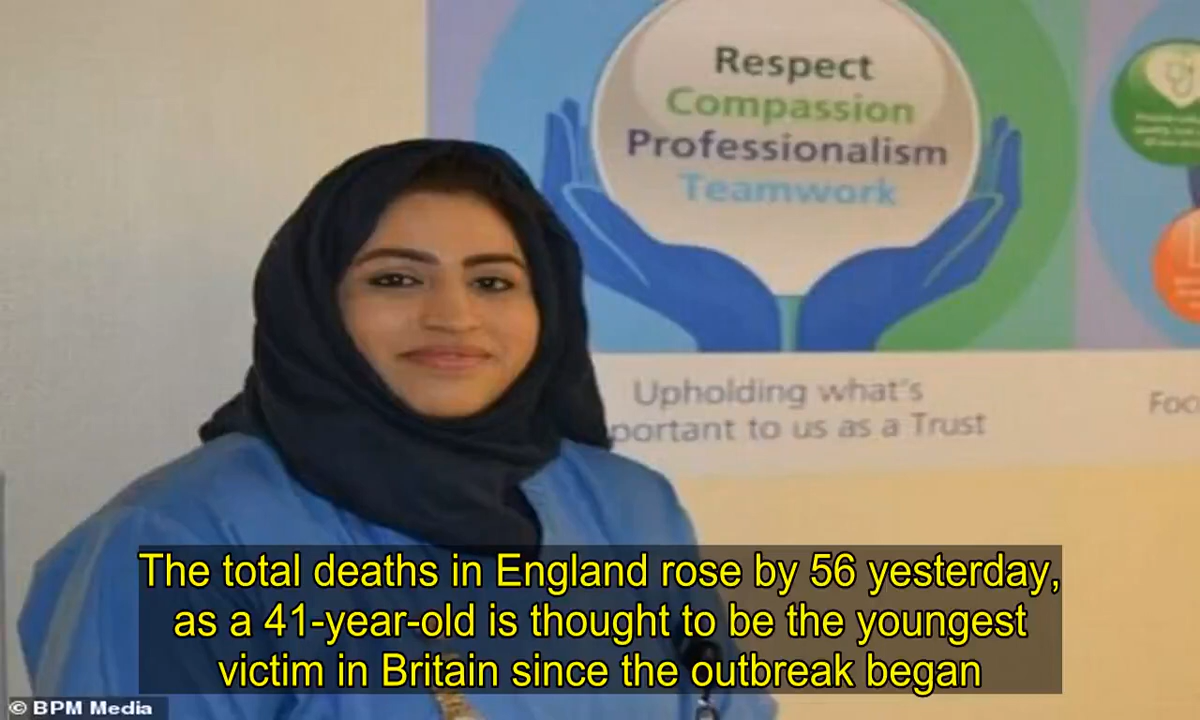 Respect
Compassion
Professionalism
Teamwork
Upholding what's
portant to us as a Trust
Foc
The total deaths in England rose by 56 yesterday,
as a 41-year-old is thought to be the youngest
victim in Britain since the outbreak began
© BPM Media